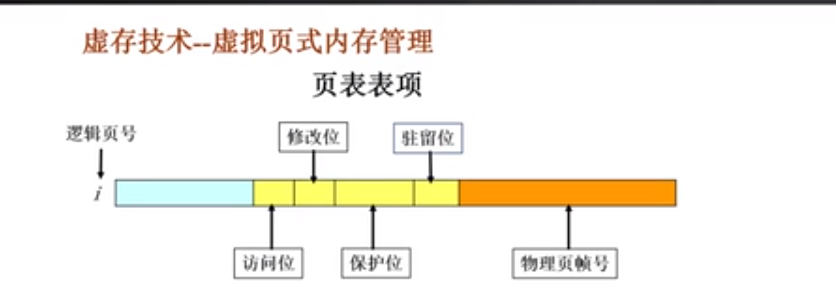 虚存技术--虚拟页式内存管理
页表表项
逻辑页号
修改位
驻留位
i
访问位
保护位
物理页帧号